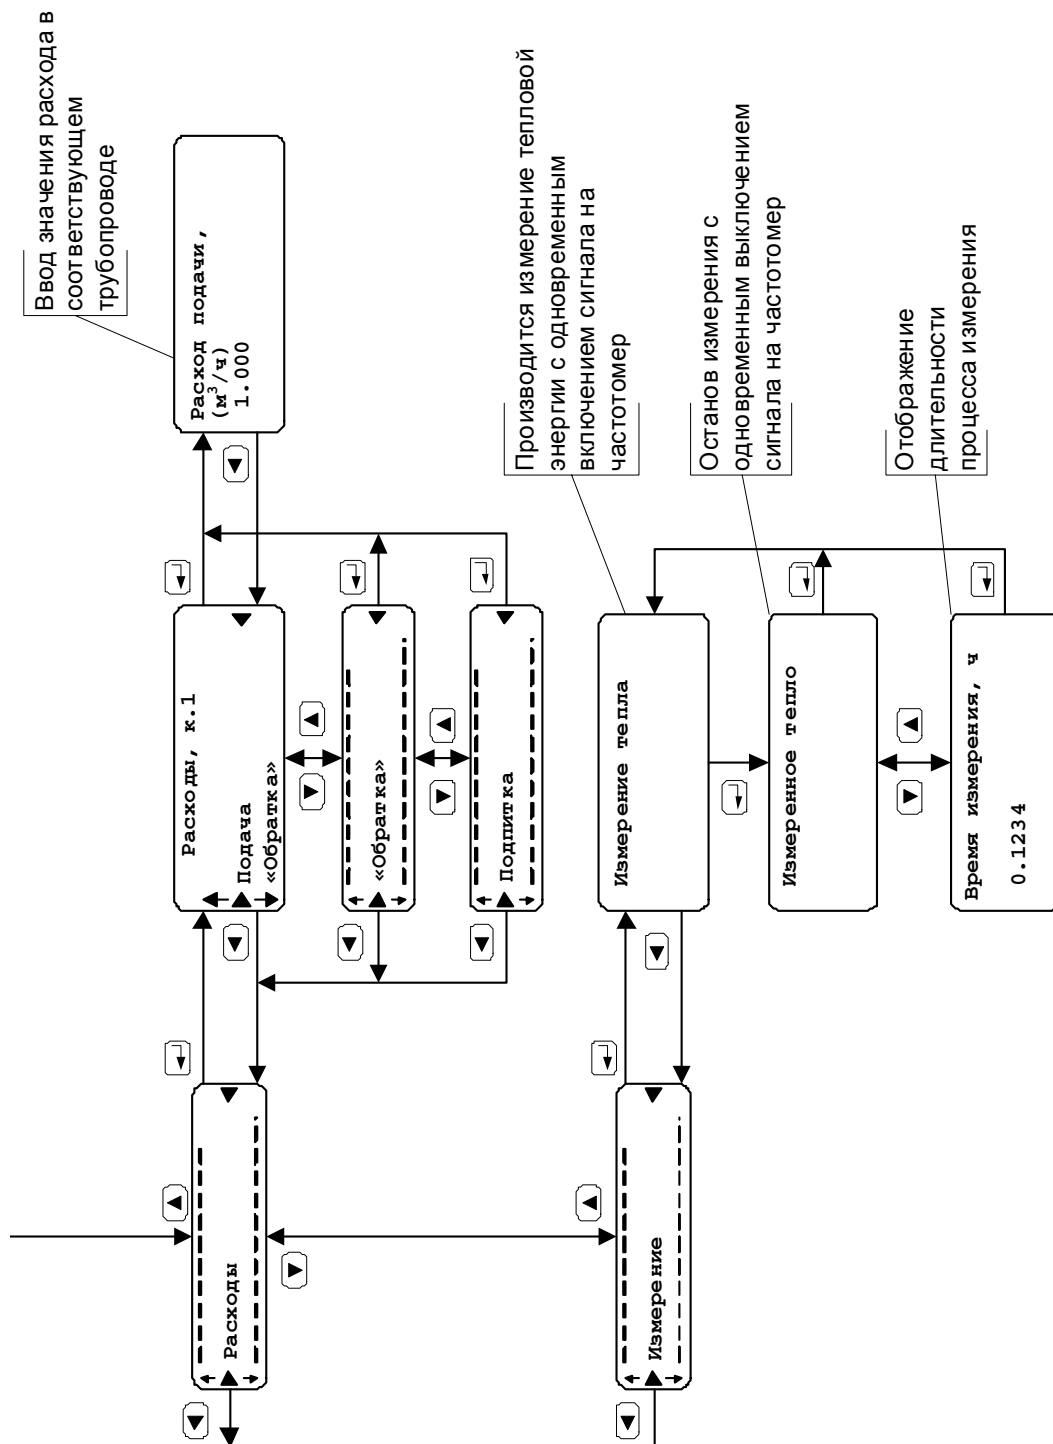 Ввод значения расхода в
соответствующем
трубопроводе
Расход подачи,
(м³/ч)
1.000
Расходы, к.1
Подача
«Обратка»
«Обратка»
Подпитка
Расходы
Производится измерение тепловой
энергии с одновременным
включением сигнала на
частотомер
Останов измерения с
одновременным выключением
сигнала на частотомер
Отображение
длительности
процесса измерения
Измерение тепла
Измеренное тепло
Время измерения, ч
0.1234
Измерение